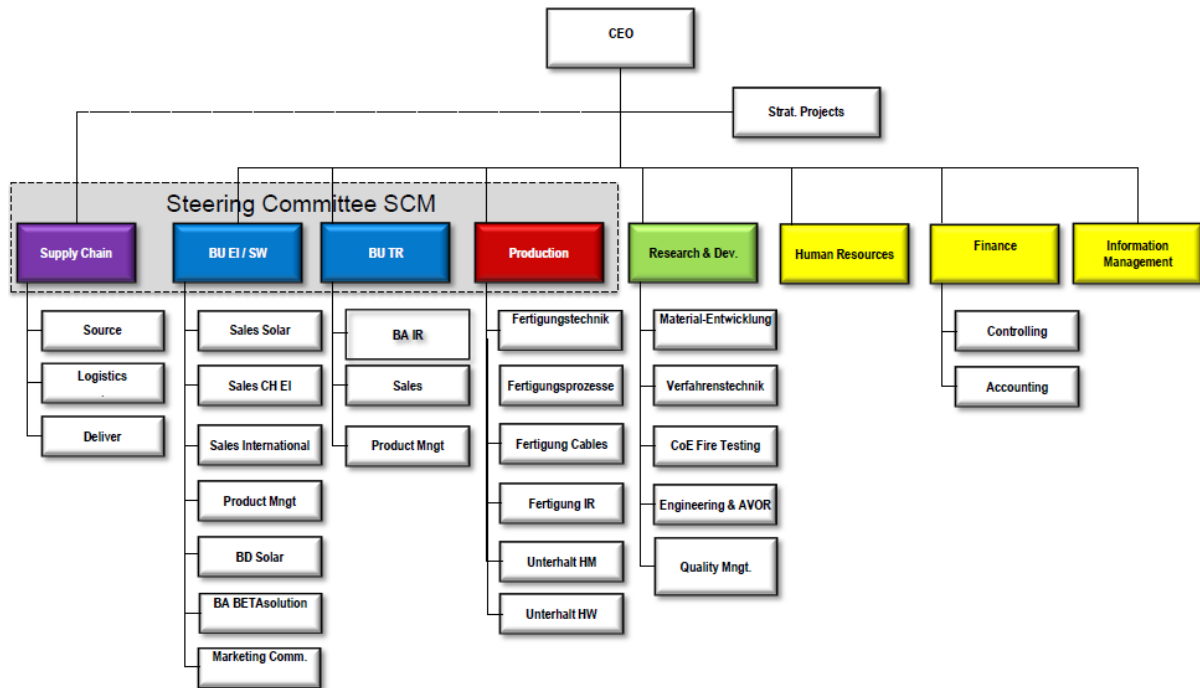 CEO
Strat. Projects
Steering Committee SCM
Supply Chain
BU EI / SW
BU TR
Production
Research & Dev.
Human Resources
Finance
Information
Management
Source
Logistics
.
Deliver
Sales Solar
Sales CH EI
Sales International
Product Mngt
BD Solar
BA BETAsolution
Marketing Comm.
BA IR
Sales
Product Mngt
Fertigungstechnik
Fertigungsprozesse
Fertigung Cables
Fertigung IR
Unterhalt HM
Unterhalt HW
Material-Entwicklung
Verfahrenstechnik
CoE Fire Testing
Engineering & AVOR
Quality Mngt.
Controlling
Accounting